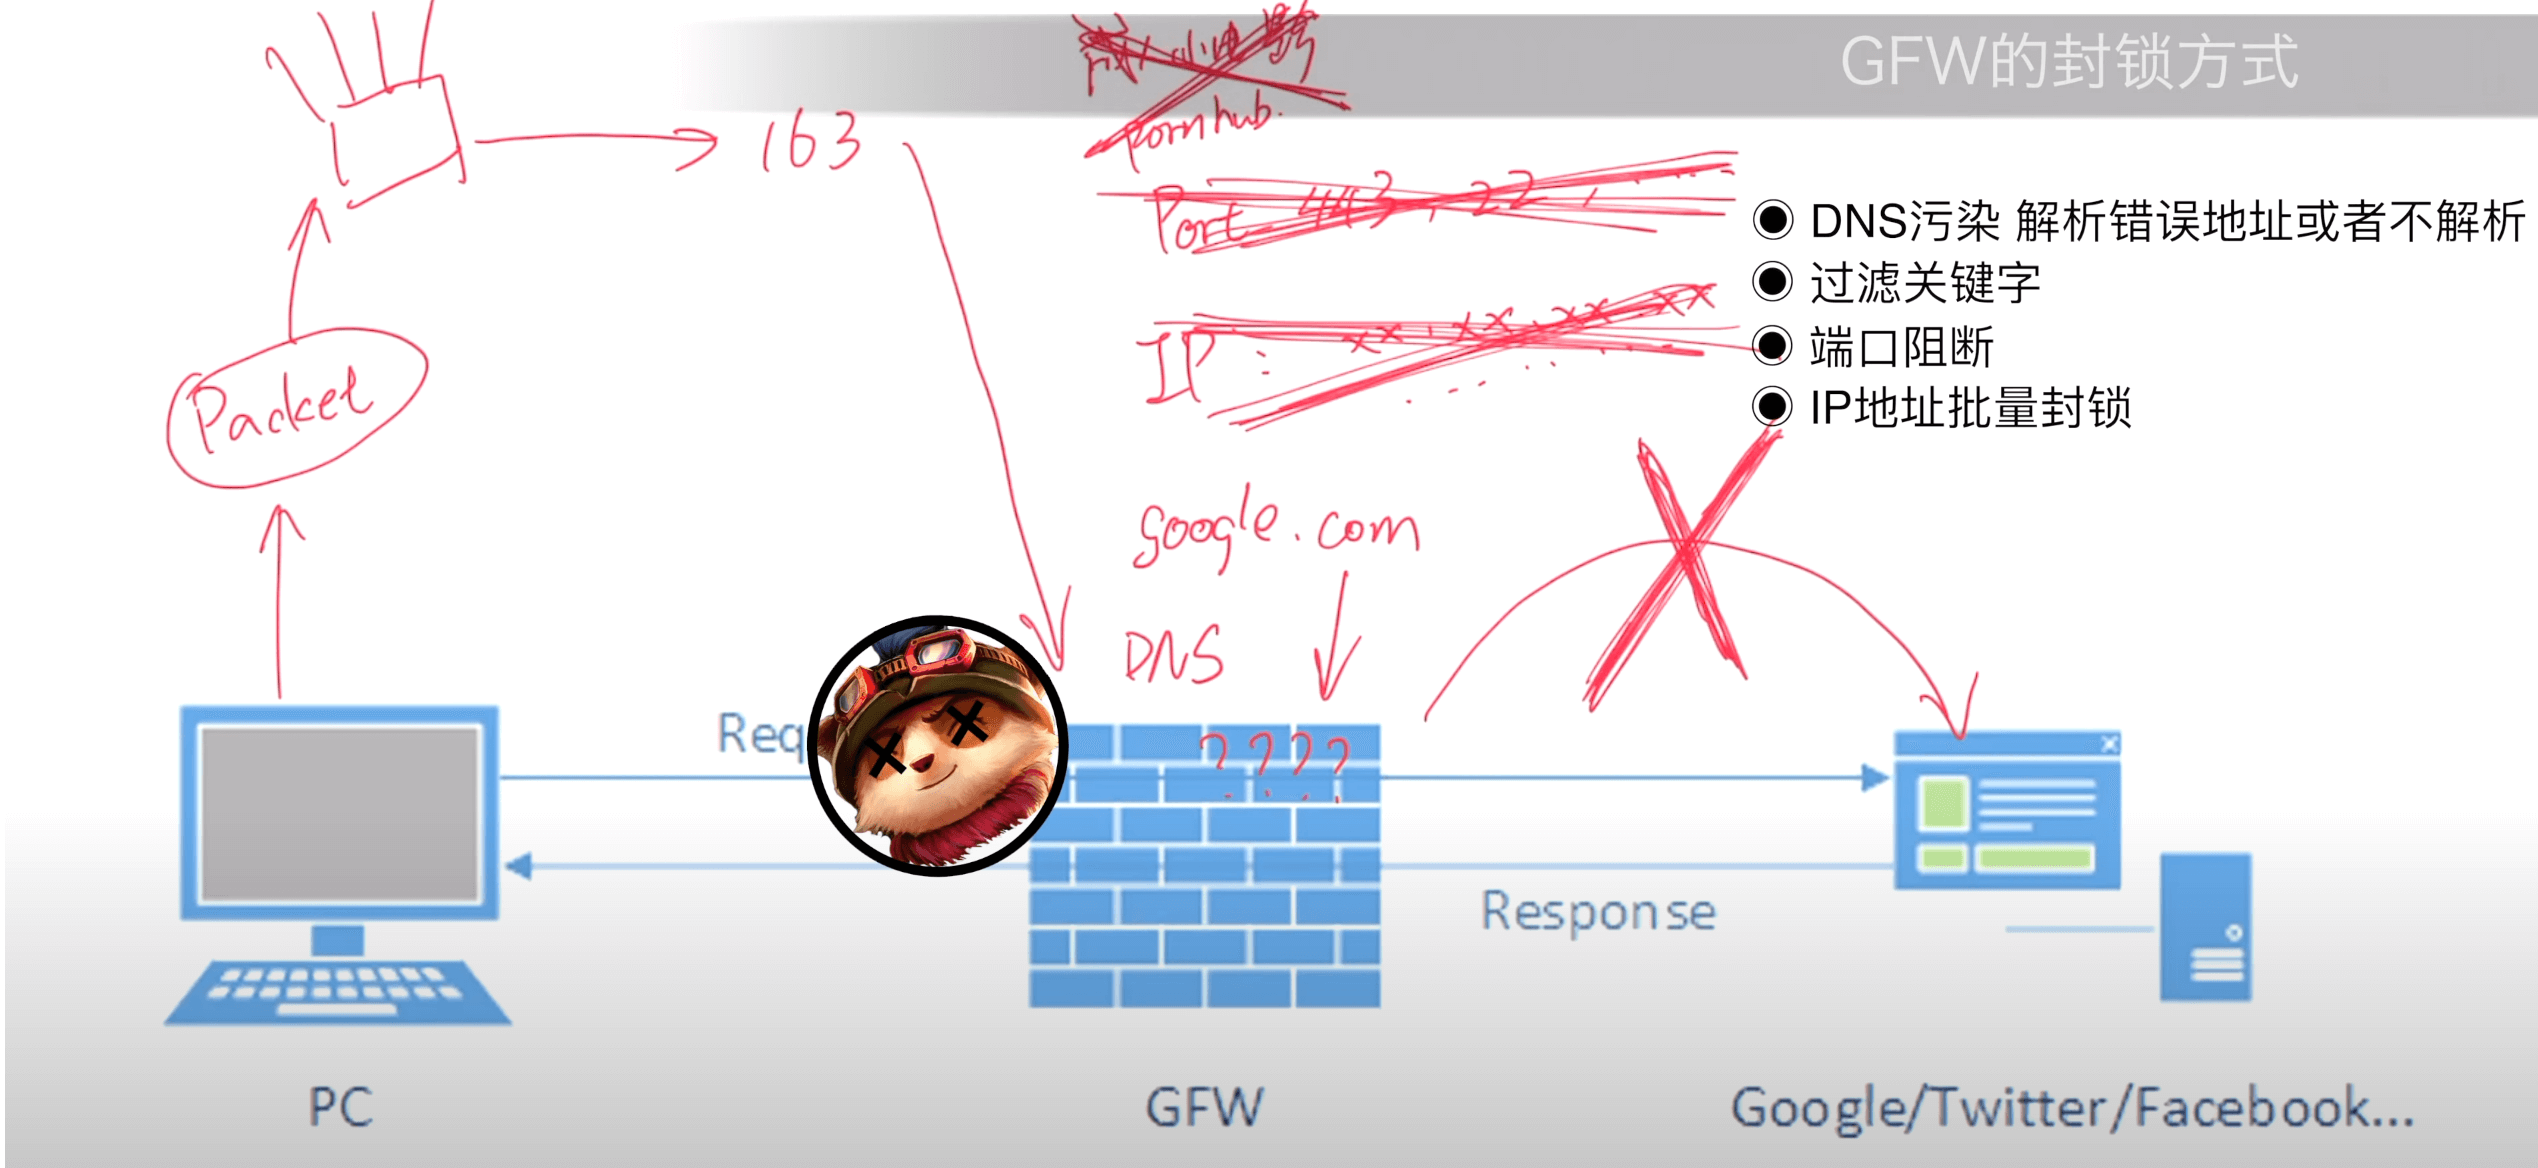 GFW的封锁方式
pornhub.
163
Port 443, 22,
DNS污染 解析错误地址或者不解析
过滤关键字
端口阻断
IP地址批量封锁
IP: xx.xx.xx.xx
Packet
google.com
DNS
? ? ? ?
Req
Response
PC
GFW
Google/Twitter/Facebook...